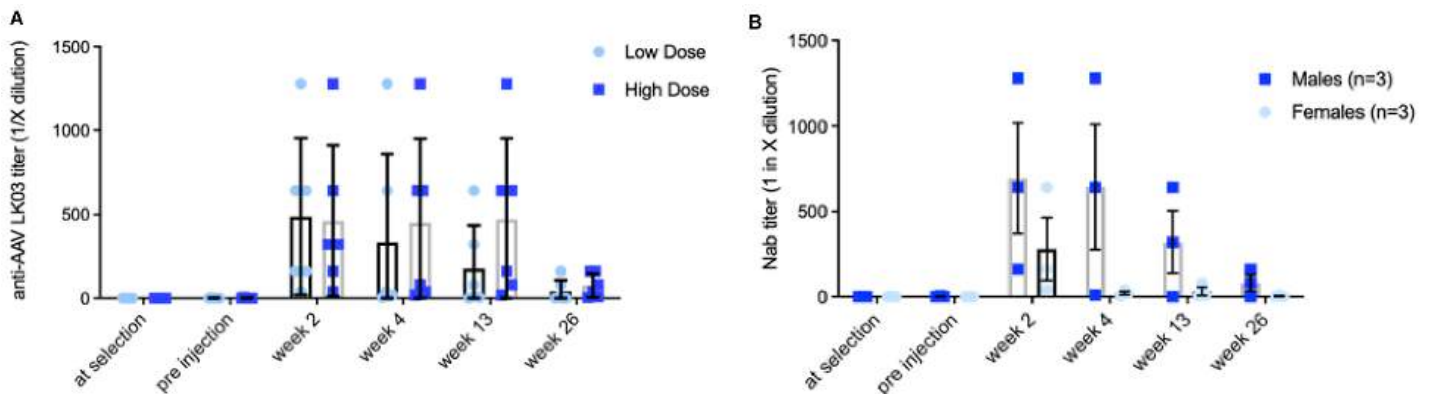 A
anti-AAV LK03 titer (1/X dilution)
1500
1000
500
0
at selection
pre injection
week 2
week 4
week 13
week 26
Low Dose
High Dose
B
Nab titer (1 in X dilution)
1500
1000
500
0
at selection
pre injection
week 2
week 4
week 13
week 26
Males (n=3)
Females (n=3)